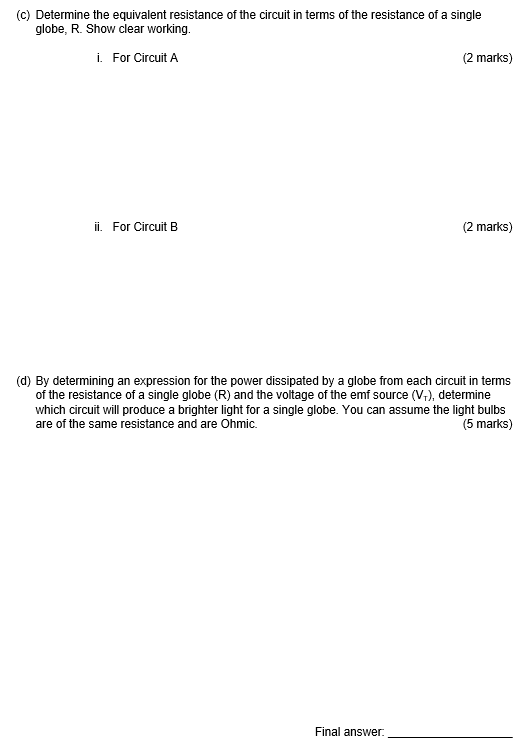 (c) Determine the equivalent resistance of the circuit in terms of the resistance of a single
globe, R. Show clear working.
i. For Circuit A (2 marks)
ii. For Circuit B (2 marks)
(d) By determining an expression for the power dissipated by a globe from each circuit in terms
of the resistance of a single globe (R) and the voltage of the emf source (V_T), determine
which circuit will produce a brighter light for a single globe. You can assume the light bulbs
are of the same resistance and are Ohmic. (5 marks)
Final answer: ____________________